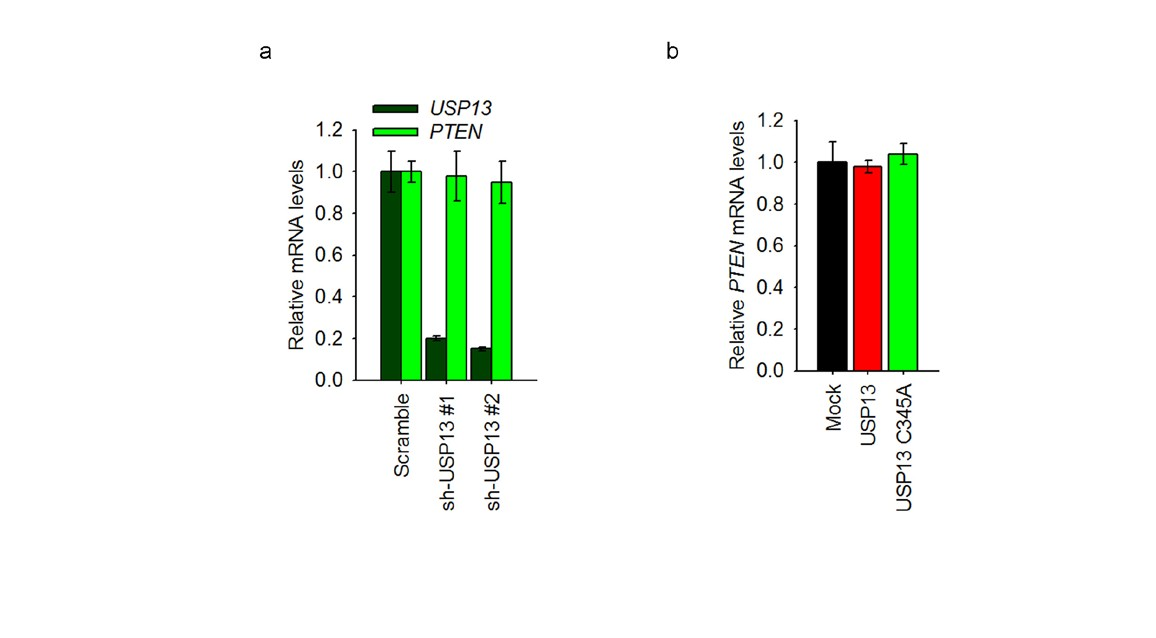 a
USP13
PTEN
Relative mRNA levels
1.2
1.0
0.8
0.6
0.4
0.2
0.0
Scramble
sh-USP13 #1
sh-USP13 #2
b
Relative PTEN mRNA levels
1.2
1.0
0.8
0.6
0.4
0.2
0.0
Mock
USP13
USP13 C345A